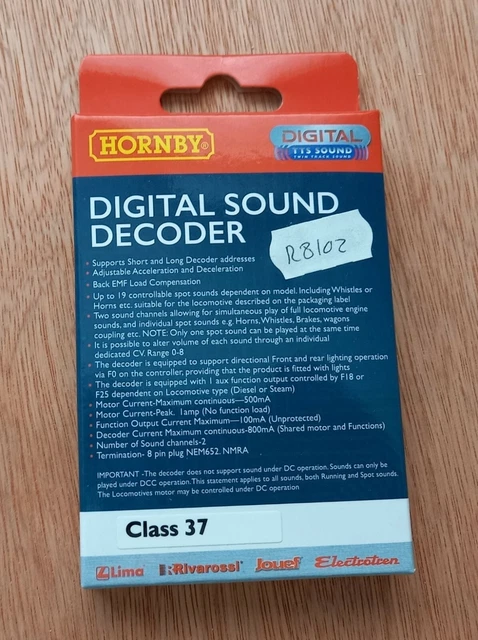 HORNBY®
DIGITAL
TTS SOUND
TWIN TRACK SOUND
DIGITAL SOUND
DECODER
R8102
• Supports Short and Long Decoder addresses
• Adjustable Acceleration and Deceleration
• Back EMF Load Compensation
• Up to 19 controllable spot sounds dependent on model. Including Whistles or
Horns etc. suitable for the locomotive described on the packaging label
• Two sound channels allowing for simultaneous play of full locomotive engine
sounds, and individual spot sounds e.g. Horns, Whistles, Brakes, wagons
coupling etc. NOTE: Only one spot sound can be played at the same time
• It is possible to alter volume of each sound through an individual
dedicated CV. Range 0-8
• The decoder is equipped to support directional Front and rear lighting operation
via F0 on the controller, providing that the product is fitted with lights
• The decoder is equipped with 1 aux function output controlled by F18 or
F25 dependent on Locomotive type (Diesel or Steam)
• Motor Current-Maximum continuous—500mA
• Motor Current-Peak. 1amp (No function load)
• Function Output Current Maximum—100mA (Unprotected)
• Decoder Current Maximum continuous-800mA (Shared motor and Functions)
• Number of Sound channels-2
• Termination- 8 pin plug NEM652. NMRA
IMPORTANT -The decoder does not support sound under DC operation. Sounds can only be
played under DCC operation. This statement applies to all sounds, both Running and Spot sounds.
The Locomotives motor may be controlled under DC operation
Class 37
Lima Rivarossi Jouef Electrotren